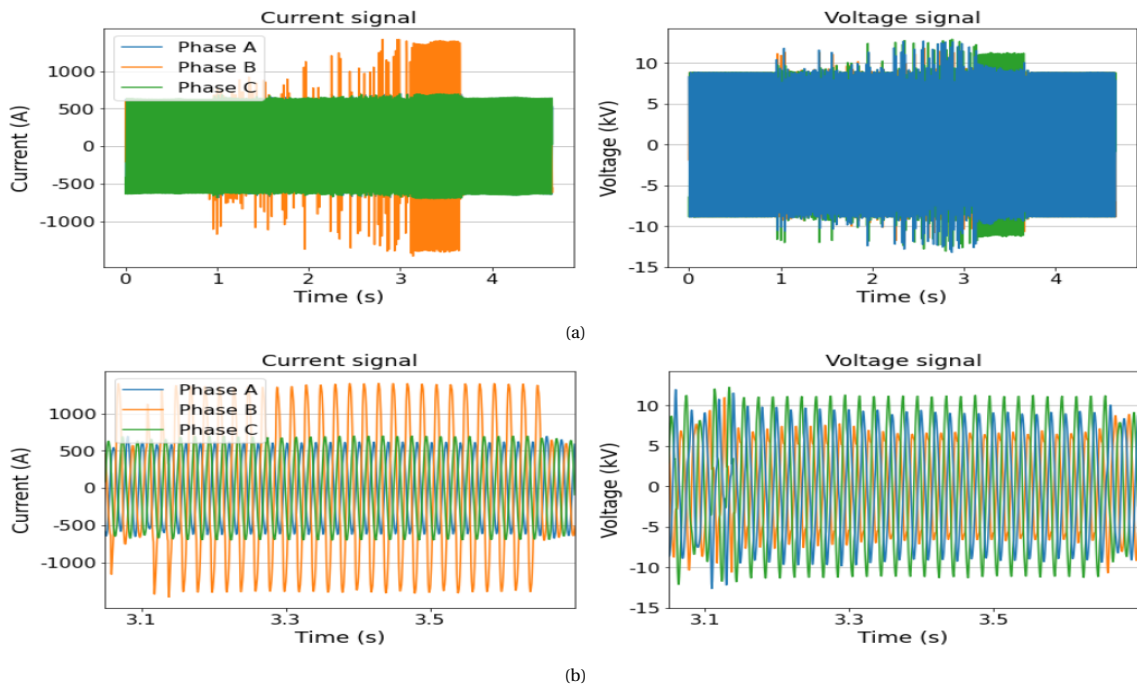 Current signal
Voltage signal
Phase A
Phase B
Phase C
Current (A)
1000
500
0
-500
-1000
0 1 2 3 4
Time (s)
Voltage (kV)
10
5
0
-5
-10
-15
0 1 2 3 4
Time (s)
(a)
Current signal
Voltage signal
Phase A
Phase B
Phase C
Current (A)
1000
500
0
-500
-1000
3.1 3.3 3.5
Time (s)
Voltage (kV)
10
5
0
-5
-10
-15
3.1 3.3 3.5
Time (s)
(b)